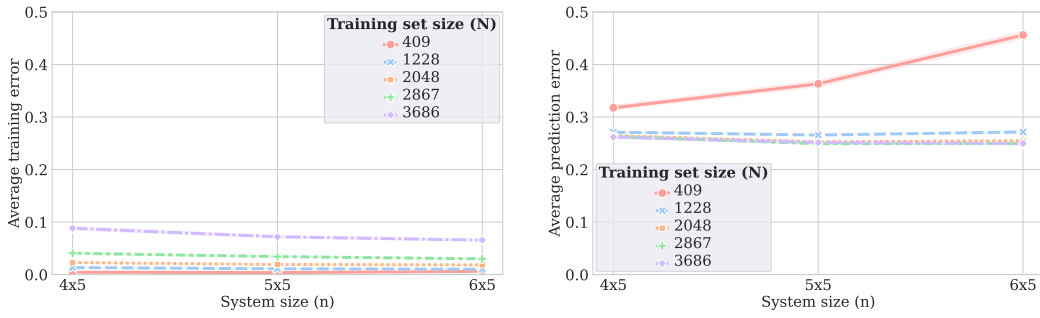 0.5
0.4
0.3
0.2
0.1
0.0
Average training error
Training set size (N)
409
1228
2048
2867
3686
4x5
5x5
6x5
System size (n)
0.5
0.4
0.3
0.2
0.1
0.0
Average prediction error
Training set size (N)
409
1228
2048
2867
3686
4x5
5x5
6x5
System size (n)